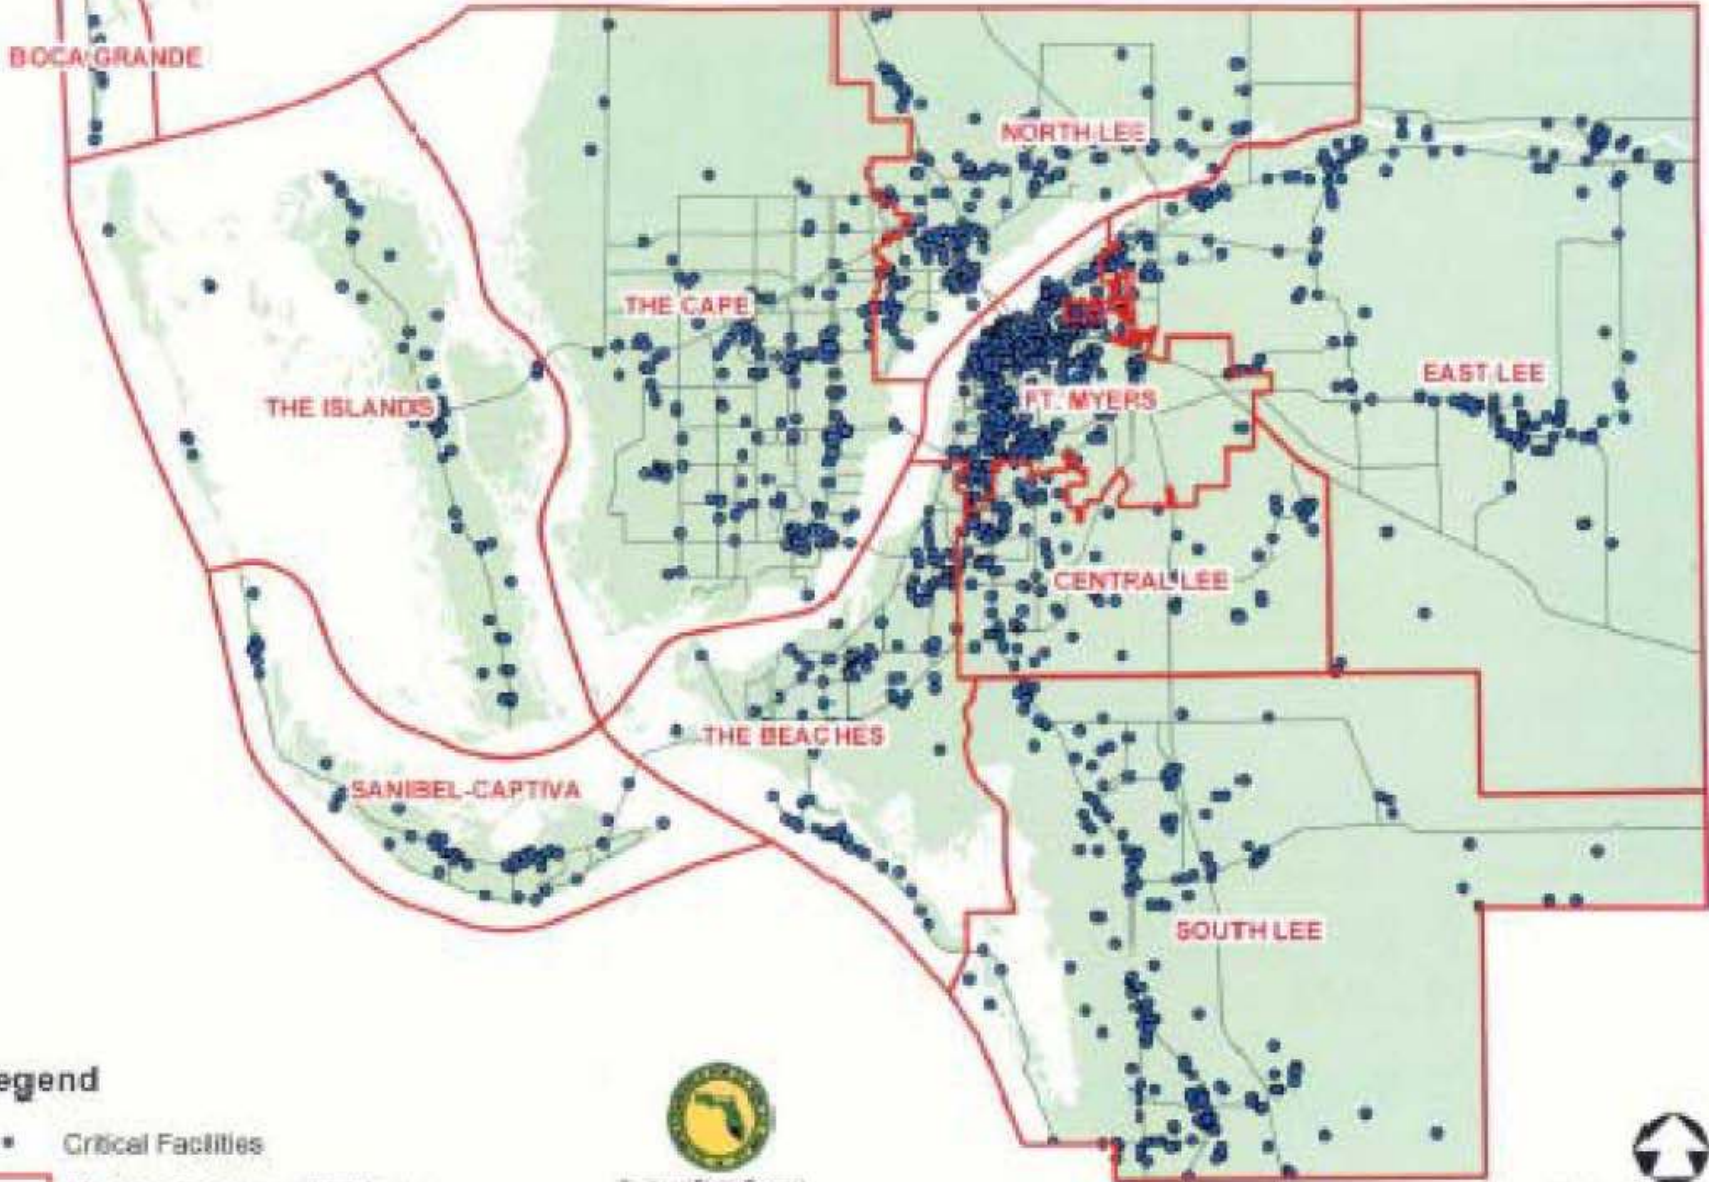 BOCA GRANDE
NORTH LEE
THE CAPE
EAST LEE
THE ISLANDS
FT. MYERS
CENTRAL LEE
THE BEACHES
SANIBEL-CAPTIVA
SOUTH LEE
egend
Critical Facilities